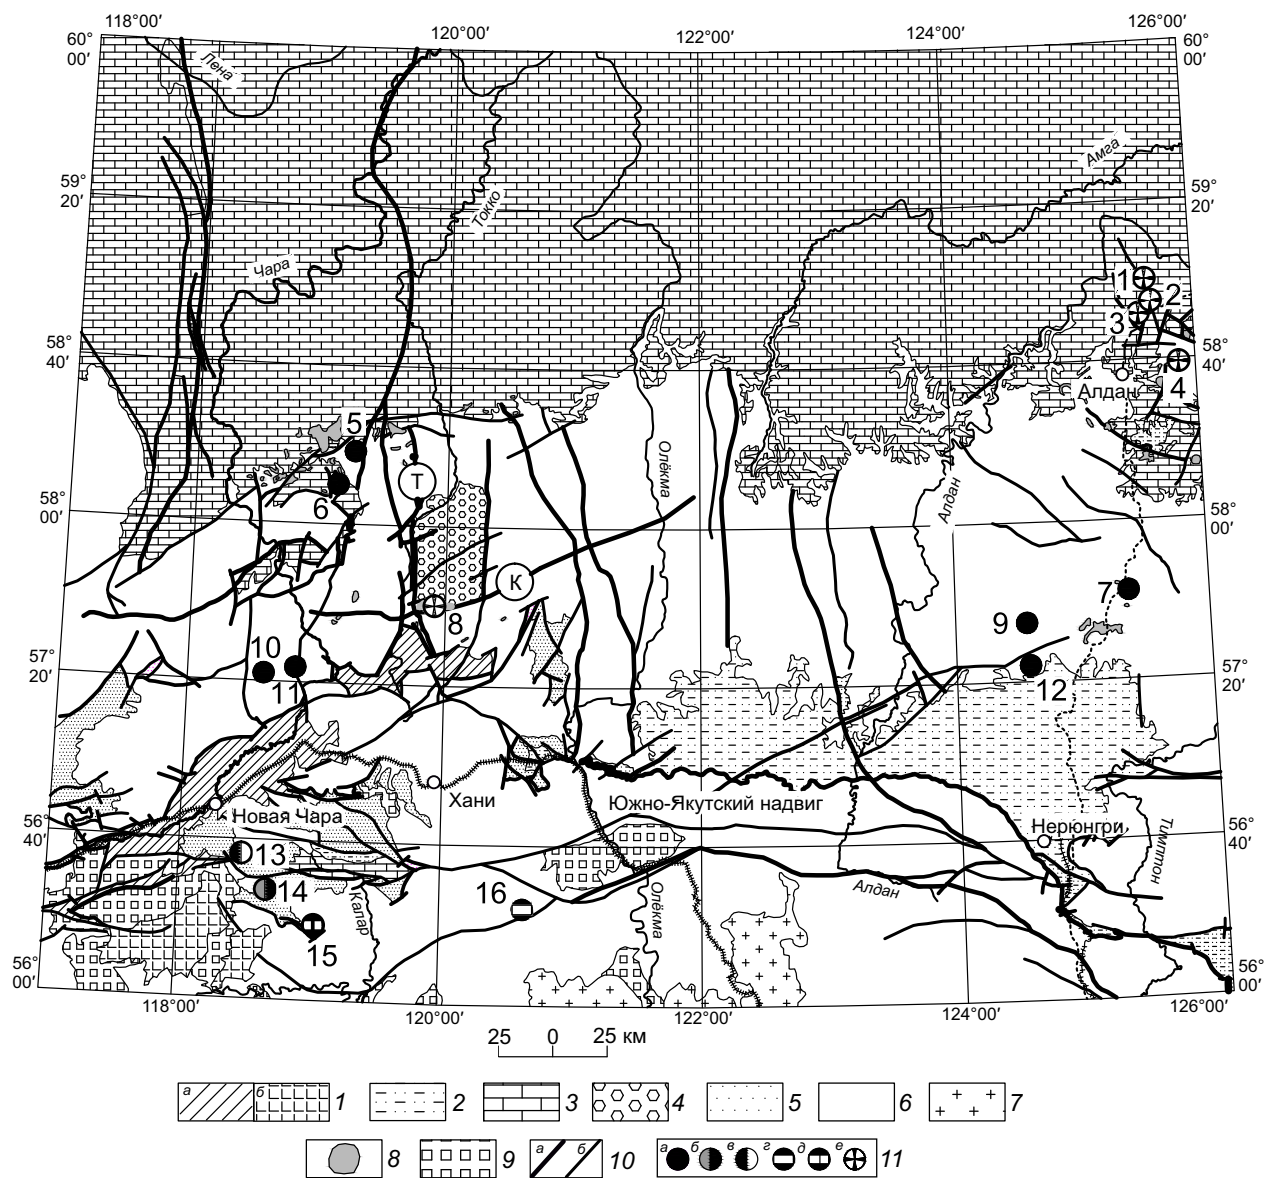 118°00′
120°00′
122°00′
124°00′
126°00′
60°
00′
60°
00′
Лена
Амга
59°
20′
59°
20′
Токко
Чара
1
2
3
58°
40′
58°
40′
Алдан
4
5
Т
Олёкма
6
Алдан
58°
00′
58°
00′
К
7
8
9
10
11
57°
20′
57°
20′
12
Хани
Южно-Якутский надвиг
Новая Чара
Нерюнгри
Тимптон
56°
40′
56°
40′
13
14
16
Алдан
Калар
Олёкма
15
56°
00′
56°
00′
118°00′
120°00′
122°00′
124°00′
126°00′
25 0 25 км
а б 1 2 3 4 5 6 7
8 9 а б 10 а б в г д е 11